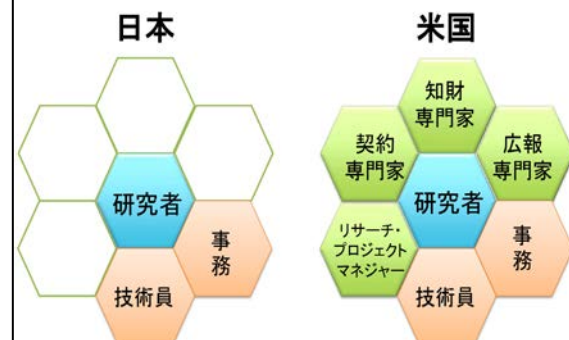 日本
研究者
事
務
技術員
米国
知財
専門家
契約
専門家
広報
専門家
研究者
リサーチ・
プロジェクト
マネジャー
事
務
技術員